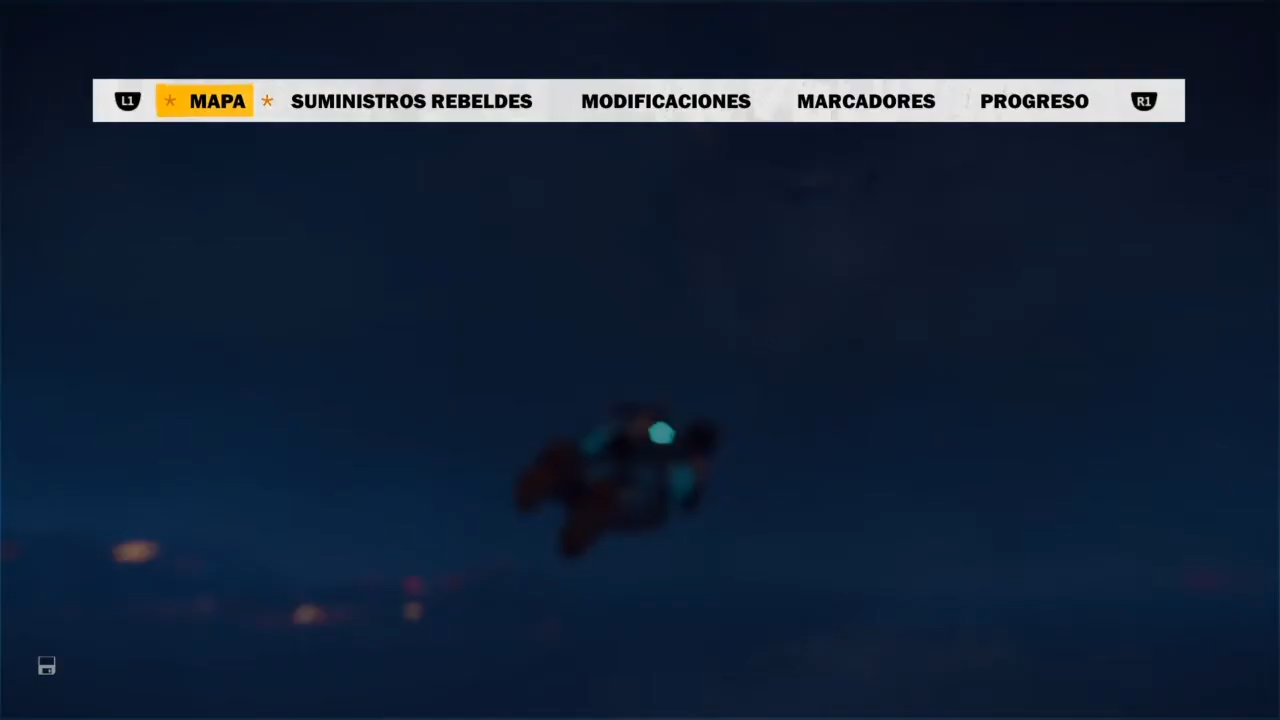 L1 * MAPA * SUMINISTROS REBELDES MODIFICACIONES MARCADORES PROGRESO R1